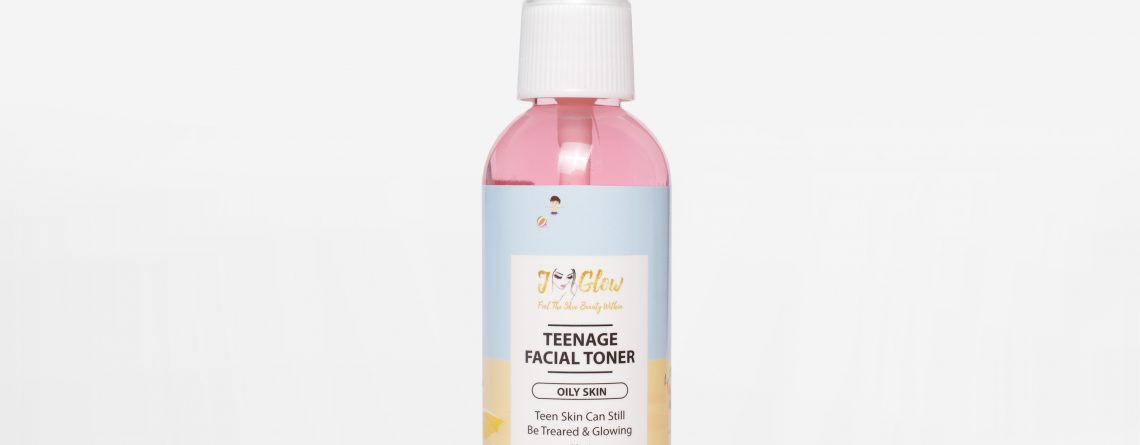 J Glow
Feel The Skin Beauty Within
TEENAGE
FACIAL TONER
OILY SKIN
Teen Skin Can Still
Be Treared & Glowing